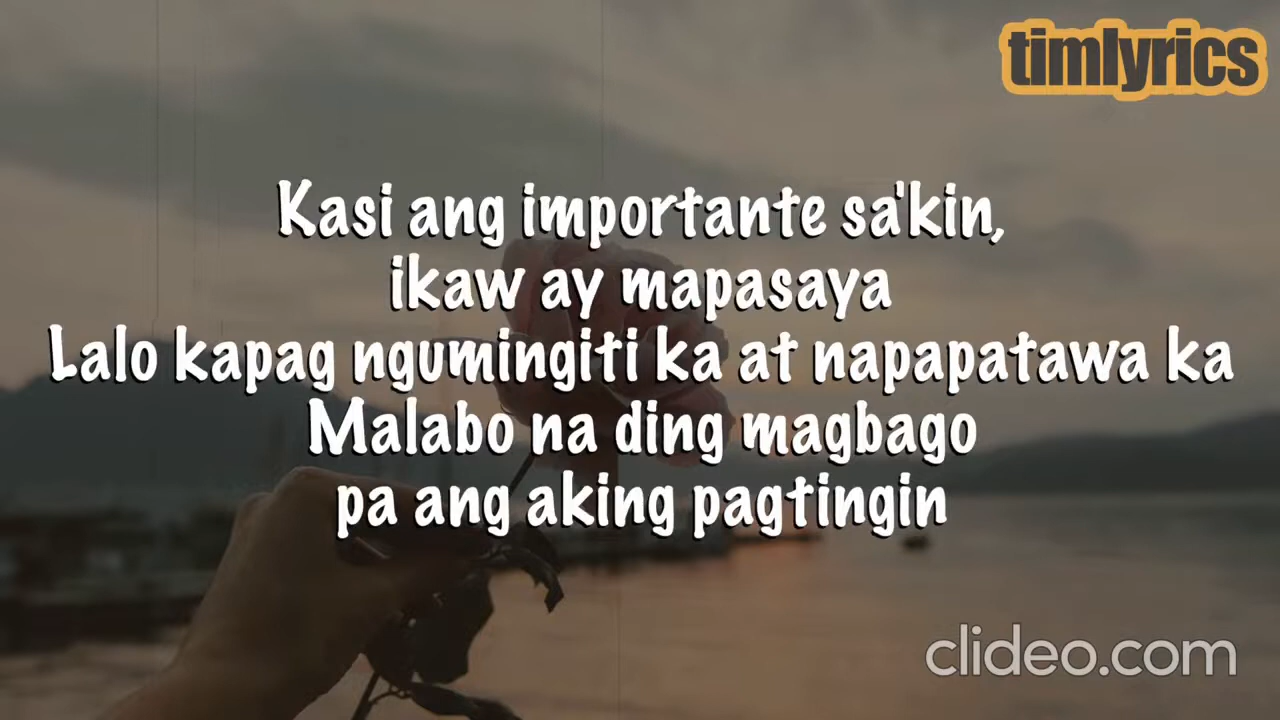 timlyrics
Kasi ang importante sa'kin,
ikaw ay mapasaya
Lalo kapag ngumingiti ka at napapatawa ka
Malabo na ding magbago
pa ang aking pagtingin
clideo.com